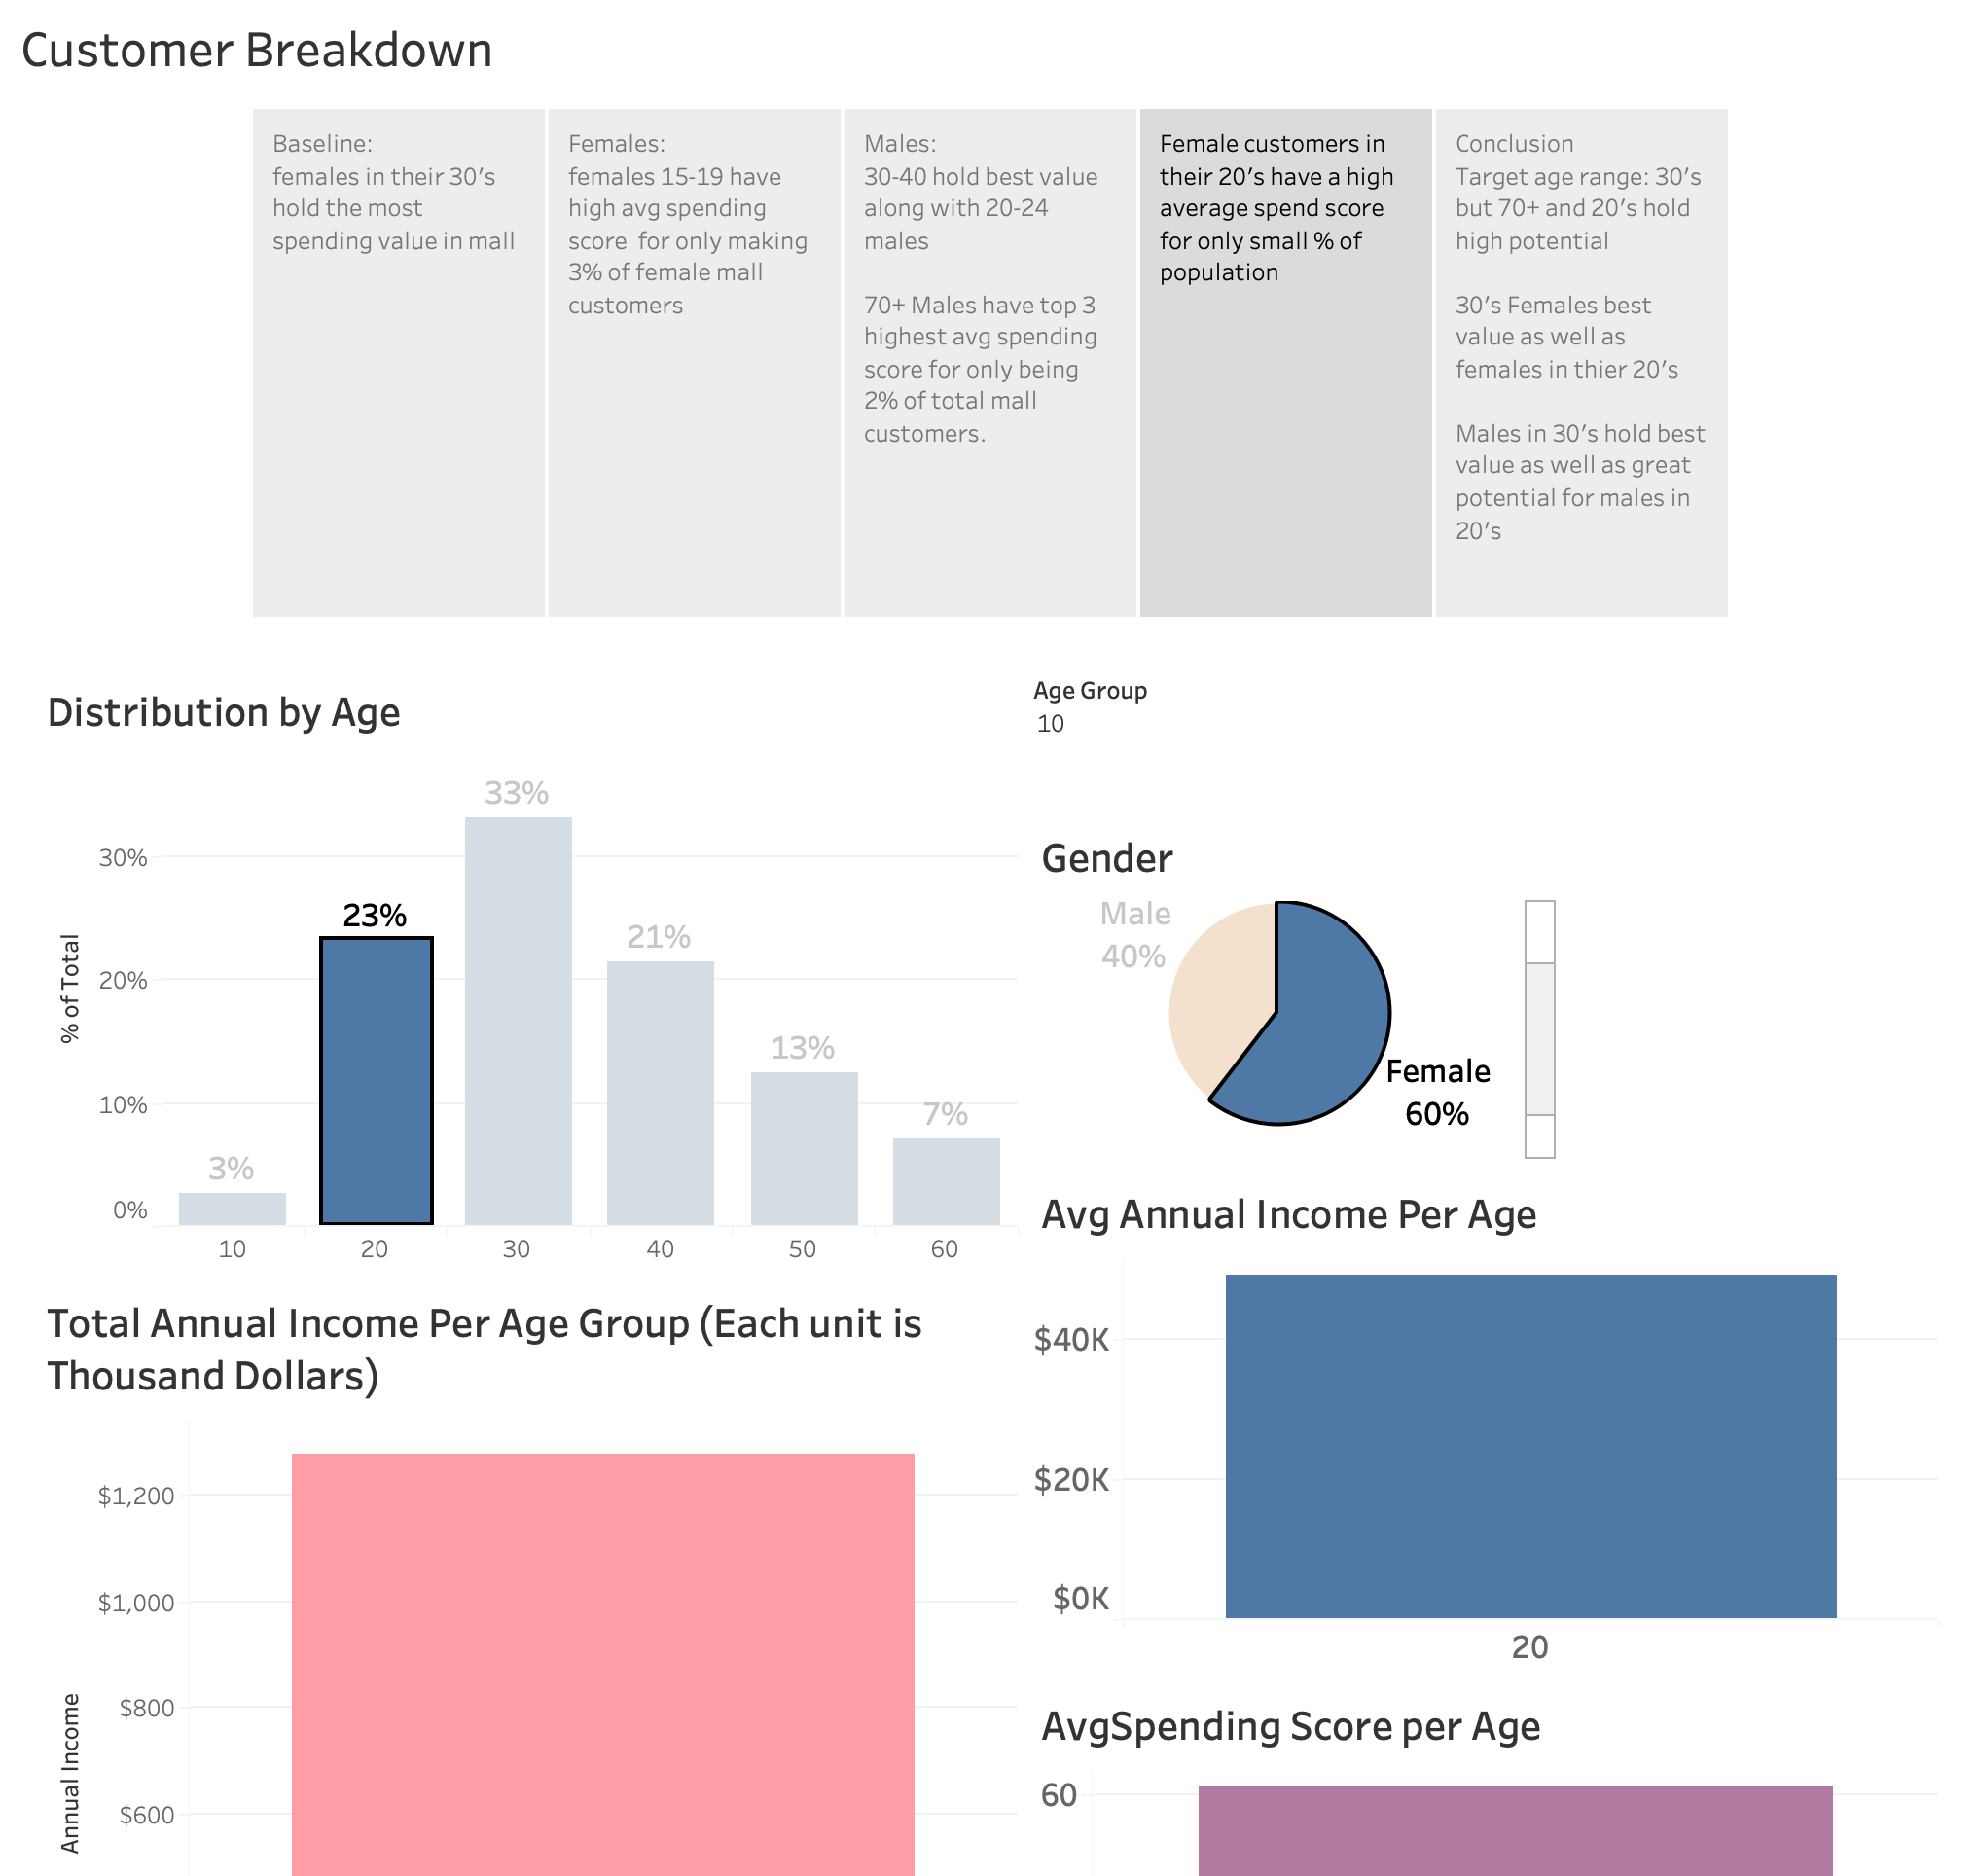 Customer Breakdown
Baseline:
females in their 30's
hold the most
spending value in mall
Females:
females 15-19 have
high avg spending
score  for only making
3% of female mall
customers
Males:
30-40 hold best value
along with 20-24
males
70+ Males have top 3
highest avg spending
score for only being
2% of total mall
customers.
Female customers in
their 20's have a high
average spend score
for only small % of
population
Conclusion
Target age range: 30's
but 70+ and 20's hold
high potential
30's Females best
value as well as
females in thier 20's
Males in 30's hold best
value as well as great
potential for males in
20's
Distribution by Age
% of Total
30%
20%
10%
0%
3%
23%
33%
21%
13%
7%
10
20
30
40
50
60
Age Group
10
Gender
Male
40%
Female
60%
Avg Annual Income Per Age
$40K
$20K
$0K
20
Total Annual Income Per Age Group (Each unit is
Thousand Dollars)
Annual Income
$1,200
$1,000
$800
$600
AvgSpending Score per Age
60